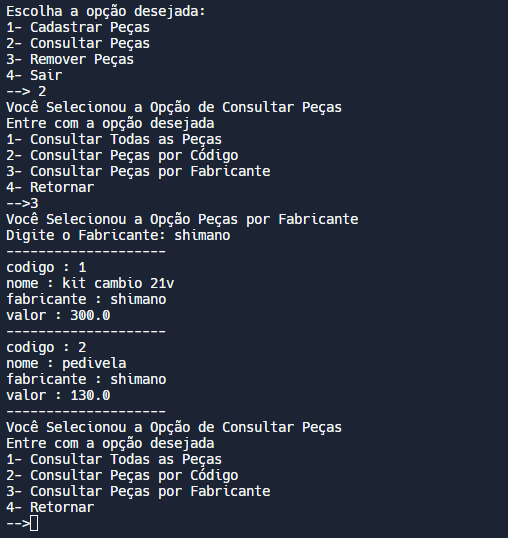 Escolha a opção desejada:
1- Cadastrar Peças
2- Consultar Peças
3- Remover Peças
4- Sair
--> 2
Você Selecionou a Opção de Consultar Peças
Entre com a opção desejada
1- Consultar Todas as Peças
2- Consultar Peças por Código
3- Consultar Peças por Fabricante
4- Retornar
-->3
Você Selecionou a Opção Peças por Fabricante
Digite o Fabricante: shimano
--------------------
codigo : 1
nome : kit cambio 21v
fabricante : shimano
valor : 300.0
--------------------
codigo : 2
nome : pedivela
fabricante : shimano
valor : 130.0
--------------------
Você Selecionou a Opção de Consultar Peças
Entre com a opção desejada
1- Consultar Todas as Peças
2- Consultar Peças por Código
3- Consultar Peças por Fabricante
4- Retornar
-->